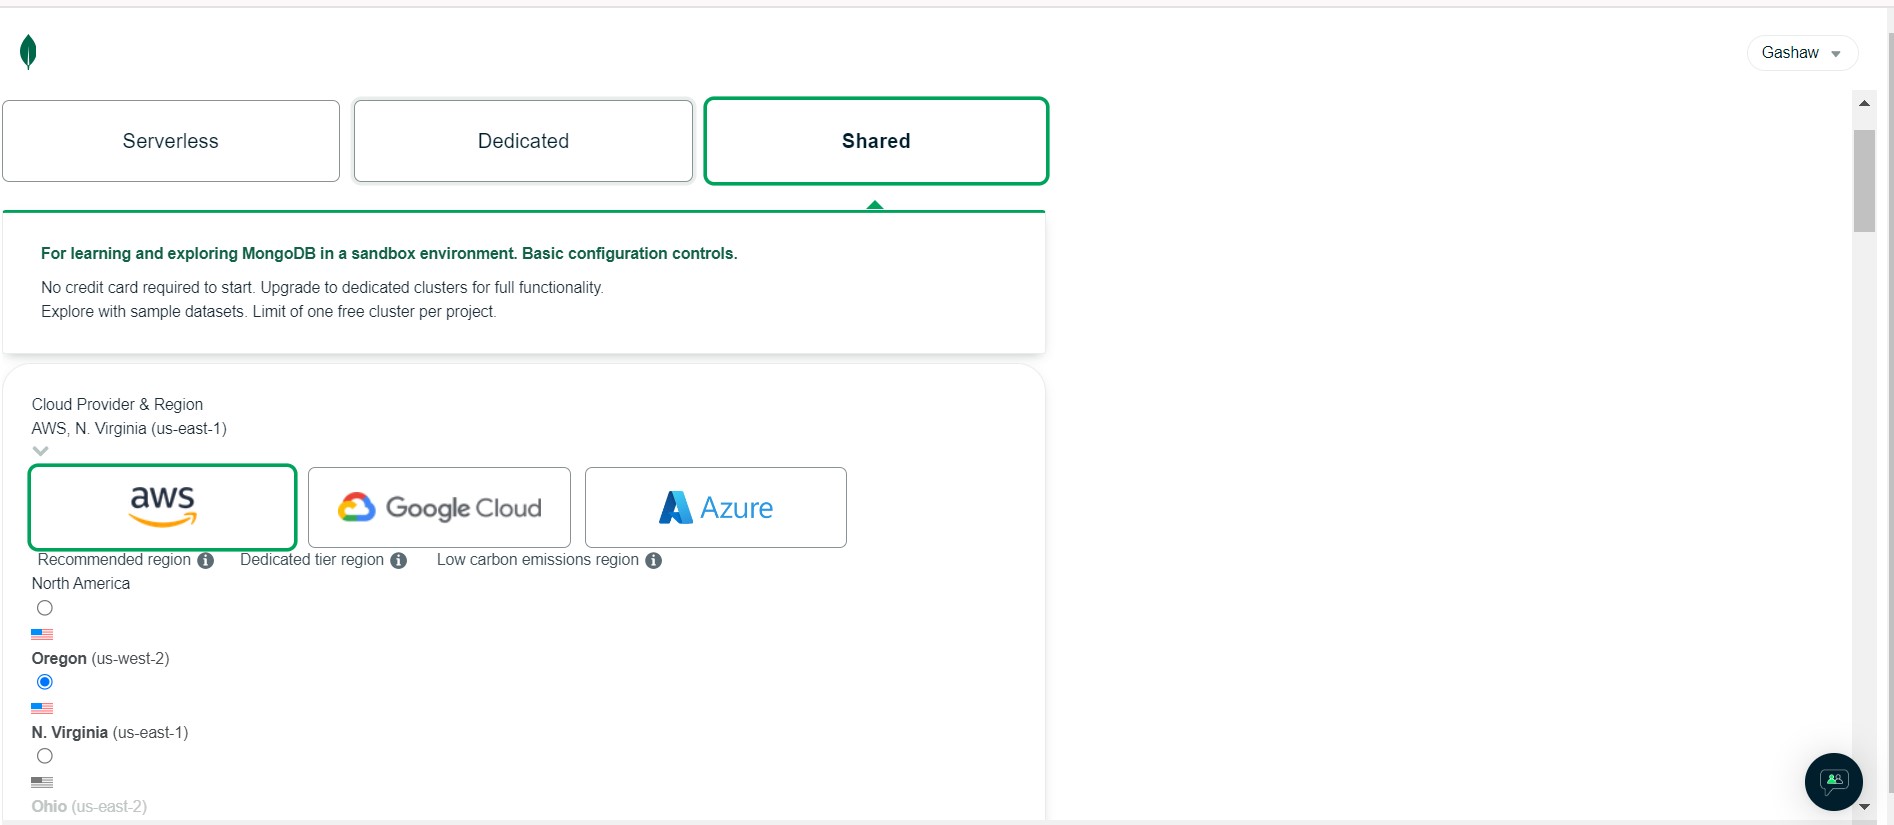 Gashaw
Serverless
Dedicated
Shared
For learning and exploring MongoDB in a sandbox environment. Basic configuration controls.
No credit card required to start. Upgrade to dedicated clusters for full functionality.
Explore with sample datasets. Limit of one free cluster per project.
Cloud Provider & Region
AWS, N. Virginia (us-east-1)
aws
Google Cloud
Azure
Recommended region
Dedicated tier region
Low carbon emissions region
North America
Oregon (us-west-2)
N. Virginia (us-east-1)
Ohio (us-east-2)